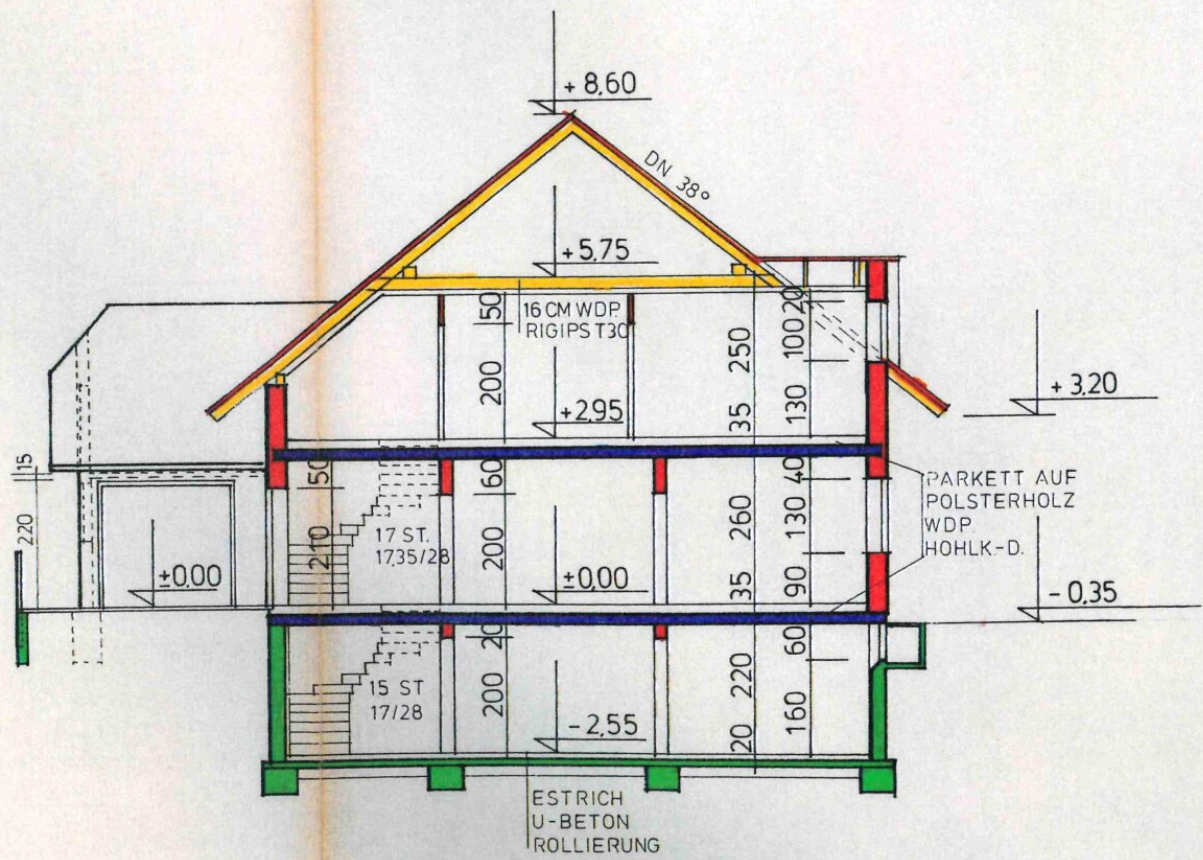 + 8,60
DN 38°
+5,75
16 CM WDP.
RIGIPS T30
50
200
250
35
20
100
130
+2,95
+ 3,20
15
220
±0,00
50
210
17 ST.
17,35/28
60
200
±0,00
260
35
40
130
90
PARKETT AUF
POLSTERHOLZ
WDP.
HOHLK-D.
- 0,35
15 ST
17/28
20
200
-2,55
220
20
60
160
ESTRICH
U-BETON
ROLLIERUNG